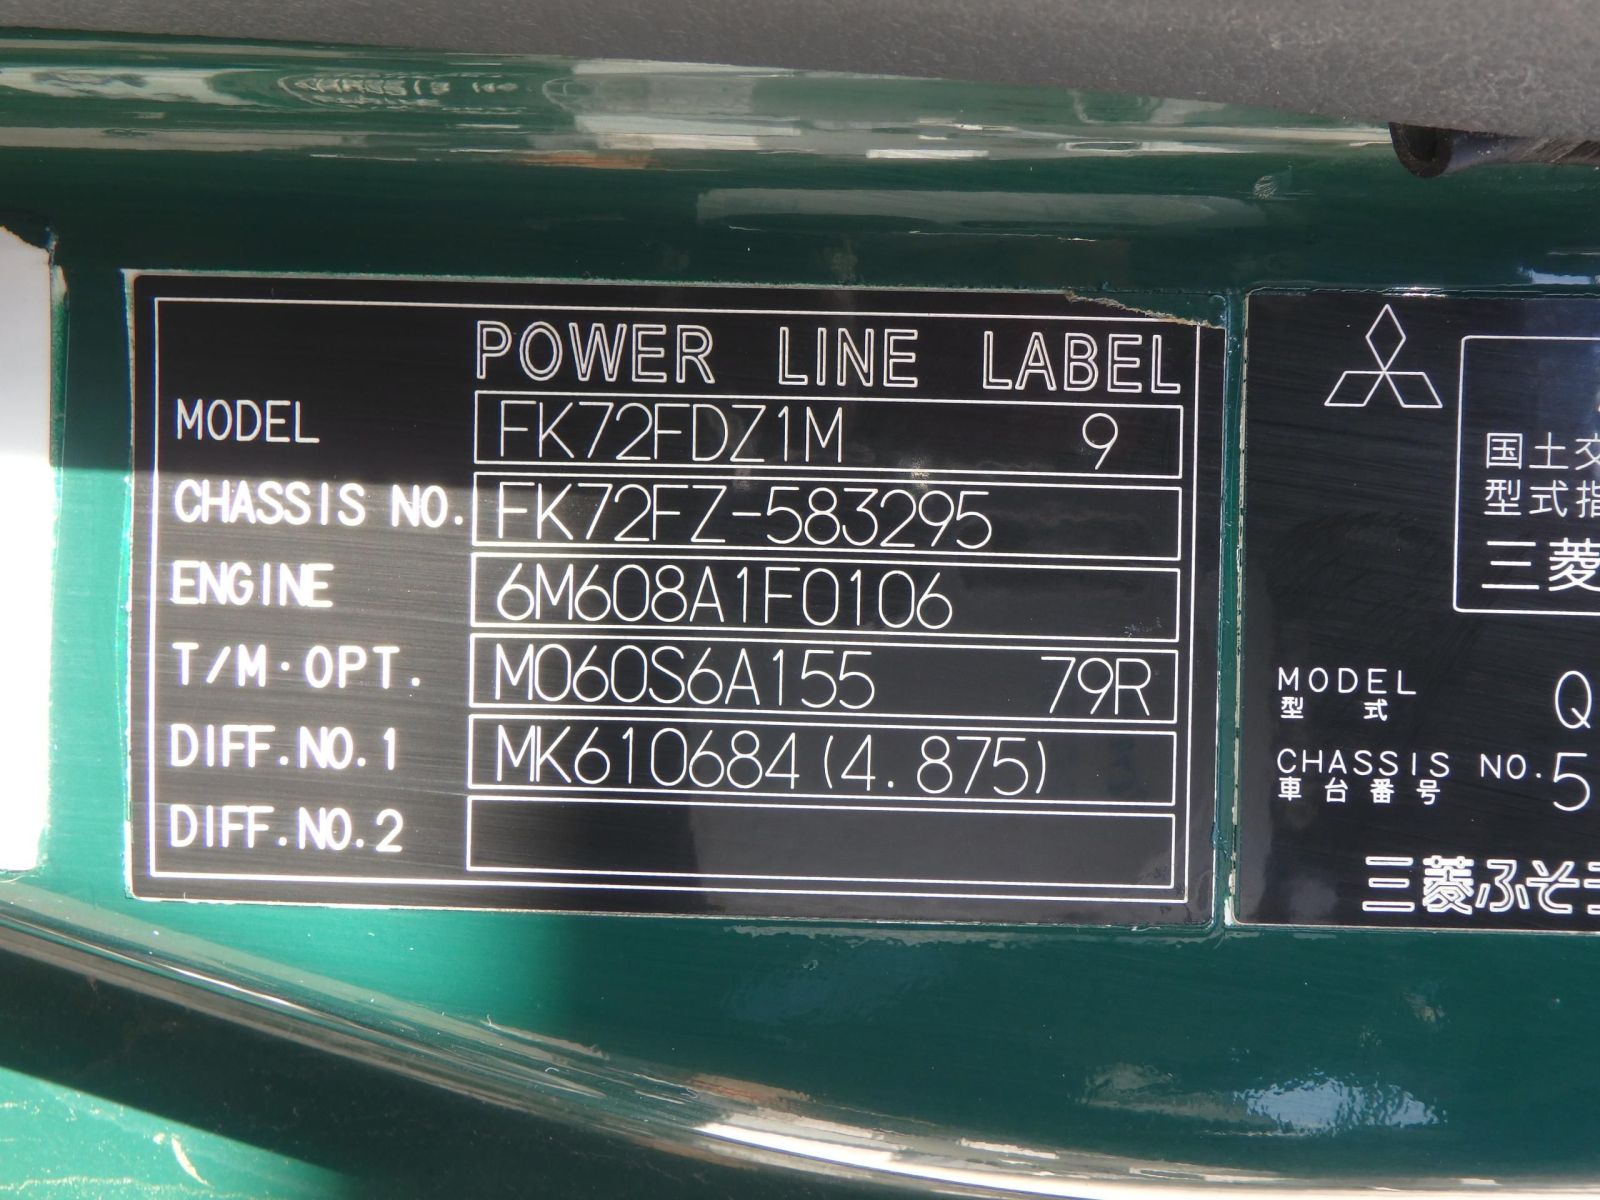 POWER LINE LABEL
MODEL FK72FDZ1M 9
CHASSIS NO. FK72FZ-583295
ENGINE 6M608A1F0106
T/M·OPT. M060S6A155 79R
DIFF.NO.1 MK610684(4.875)
DIFF.NO.2
国土交
型式指
三菱
MODEL Q
型式
CHASSIS NO. 5
車台番号
三菱ふそう